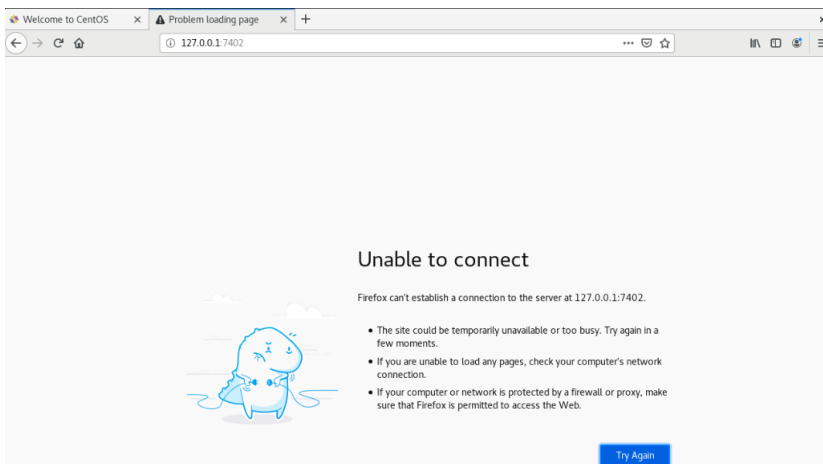 Welcome to CentOS
Problem loading page
127.0.0.1:7402
Unable to connect
Firefox can't establish a connection to the server at 127.0.0.1:7402.
The site could be temporarily unavailable or too busy. Try again in a
few moments.
If you are unable to load any pages, check your computer's network
connection.
If your computer or network is protected by a firewall or proxy, make
sure that Firefox is permitted to access the Web.
Try Again